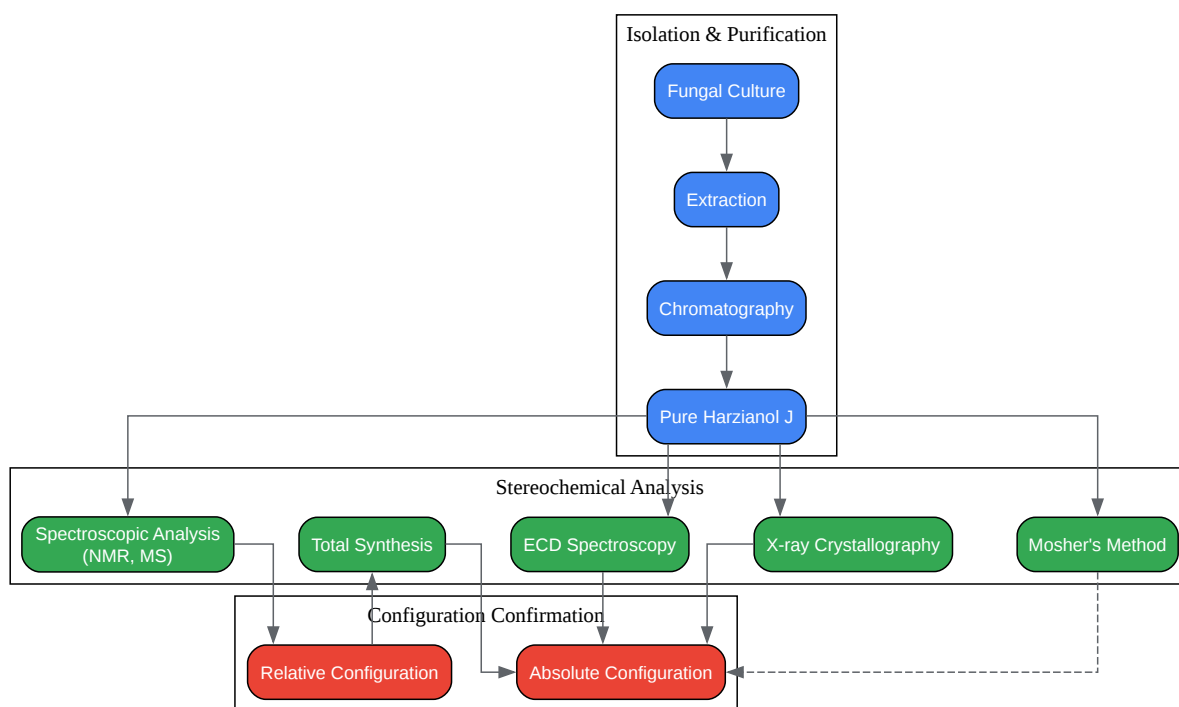 Isolation & Purification
Fungal Culture
Extraction
Chromatography
Pure Harzianol J
Stereochemical Analysis
Spectroscopic Analysis
(NMR, MS)
Total Synthesis
ECD Spectroscopy
X-ray Crystallography
Mosher's Method
Configuration Confirmation
Relative Configuration
Absolute Configuration